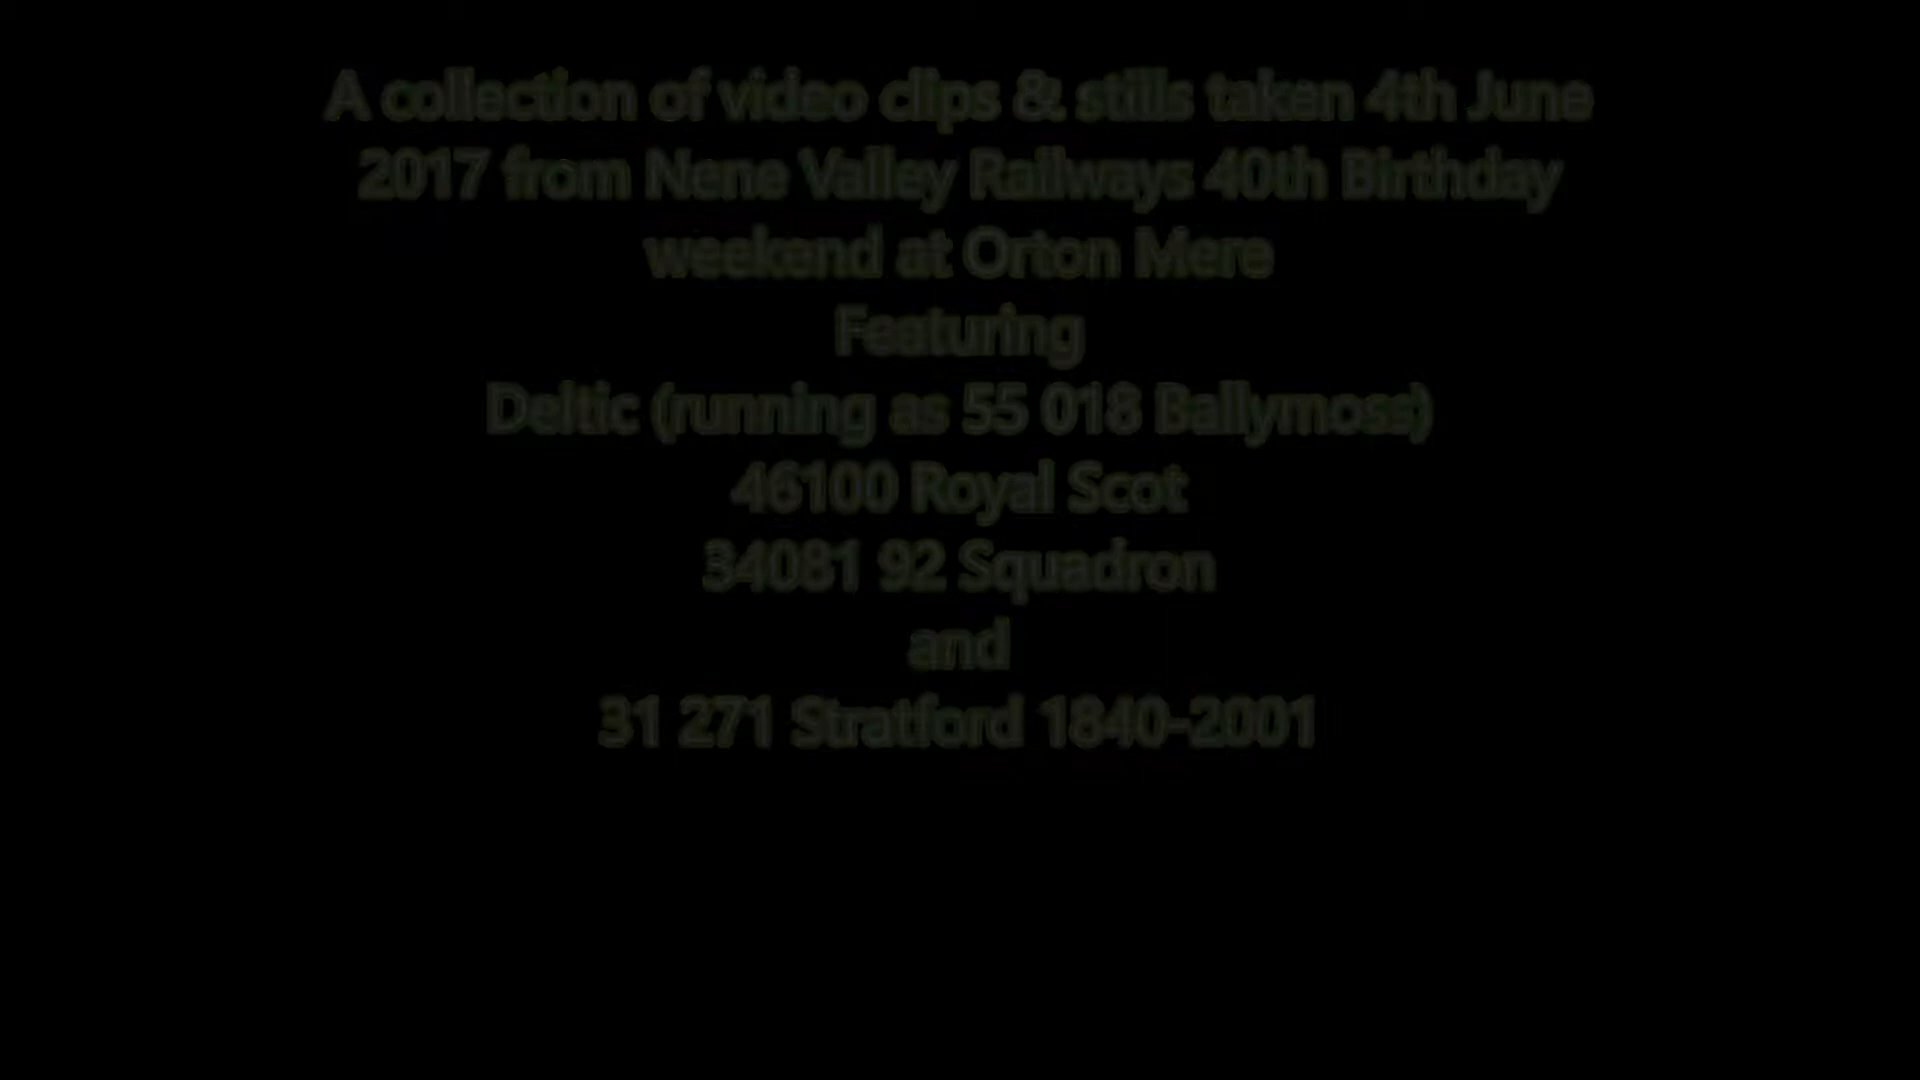 A collection of video clips & stills taken 4th June
2017 from Nene Valley Railways 40th Birthday
weekend at Orton Mere
Featuring
Deltic (running as 55 018 Ballymoss)
46100 Royal Scot
34081 92 Squadron
and
31 271 Stratford 1840-2001